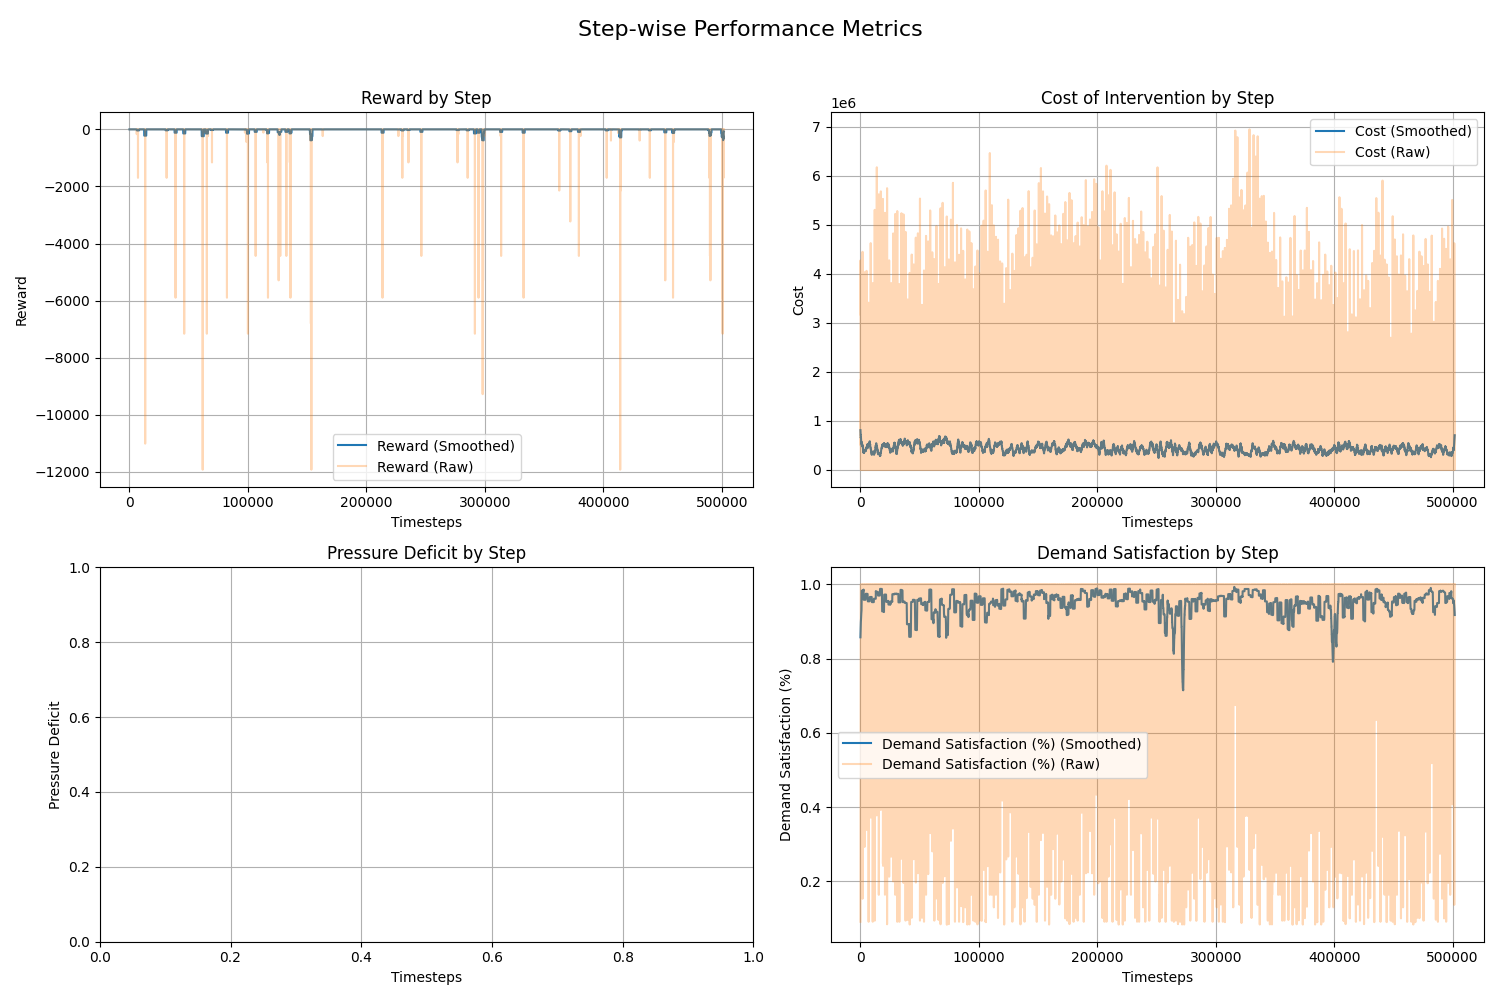 Step-wise Performance Metrics
Reward by Step
0
−2000
−4000
−6000
−8000
−10000
−12000
Reward
Reward (Smoothed)
Reward (Raw)
0 100000 200000 300000 400000 500000
Timesteps
Cost of Intervention by Step
1e6
7
6
5
4
3
2
1
0
Cost
Cost (Smoothed)
Cost (Raw)
0 100000 200000 300000 400000 500000
Timesteps
Pressure Deficit by Step
1.0
0.8
0.6
0.4
0.2
0.0
Pressure Deficit
0.0 0.2 0.4 0.6 0.8 1.0
Timesteps
Demand Satisfaction by Step
1.0
0.8
0.6
0.4
0.2
Demand Satisfaction (%)
Demand Satisfaction (%) (Smoothed)
Demand Satisfaction (%) (Raw)
0 100000 200000 300000 400000 500000
Timesteps